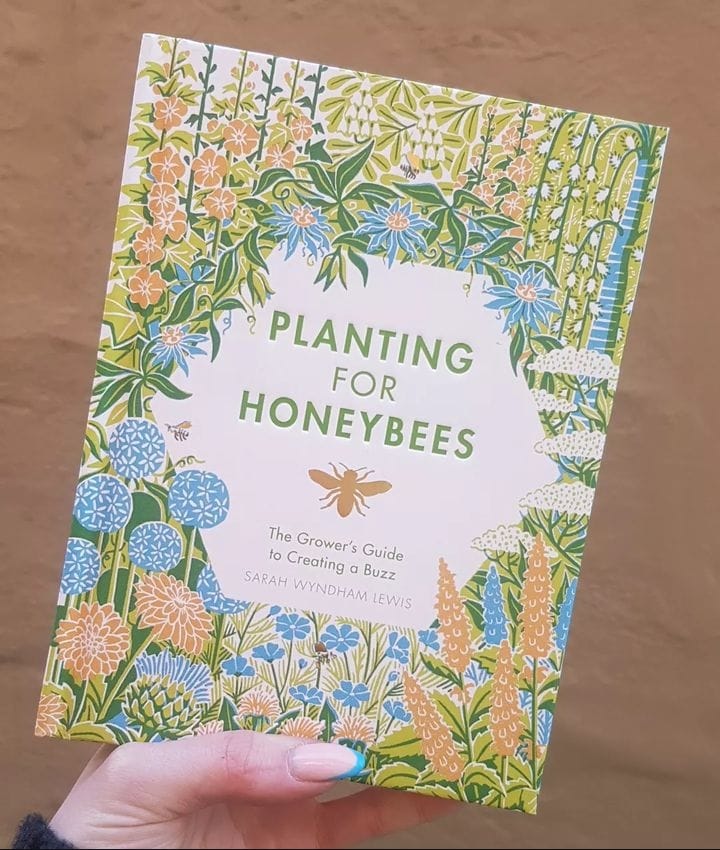 PLANTING
FOR
HONEYBEES
The Grower's Guide
to Creating a Buzz
SARAH WYNDHAM LEWIS